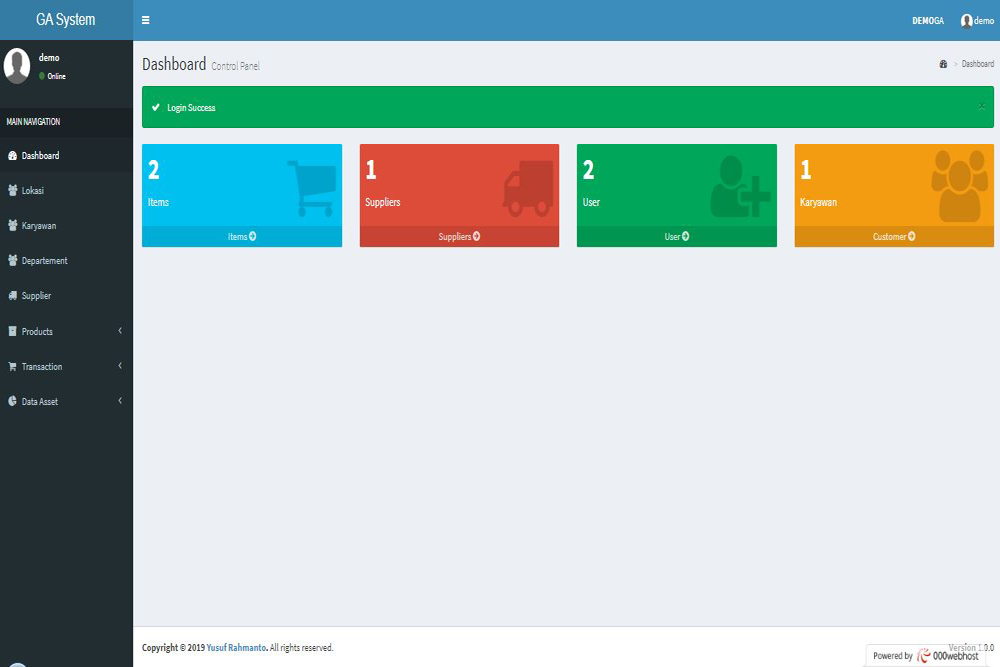 GA System
DEMOGA
demo
demo
Online
MAIN NAVIGATION
Dashboard
Lokasi
Karyawan
Departement
Supplier
Products
Transaction
Data Asset
Dashboard Control Panel
> Dashboard
Login Success
×
2
Items
Items
1
Suppliers
Suppliers
2
User
User
1
Karyawan
Customer
Copyright © 2019 Yusuf Rahmanto. All rights reserved.
Version 1.0.0
Powered by 000webhost